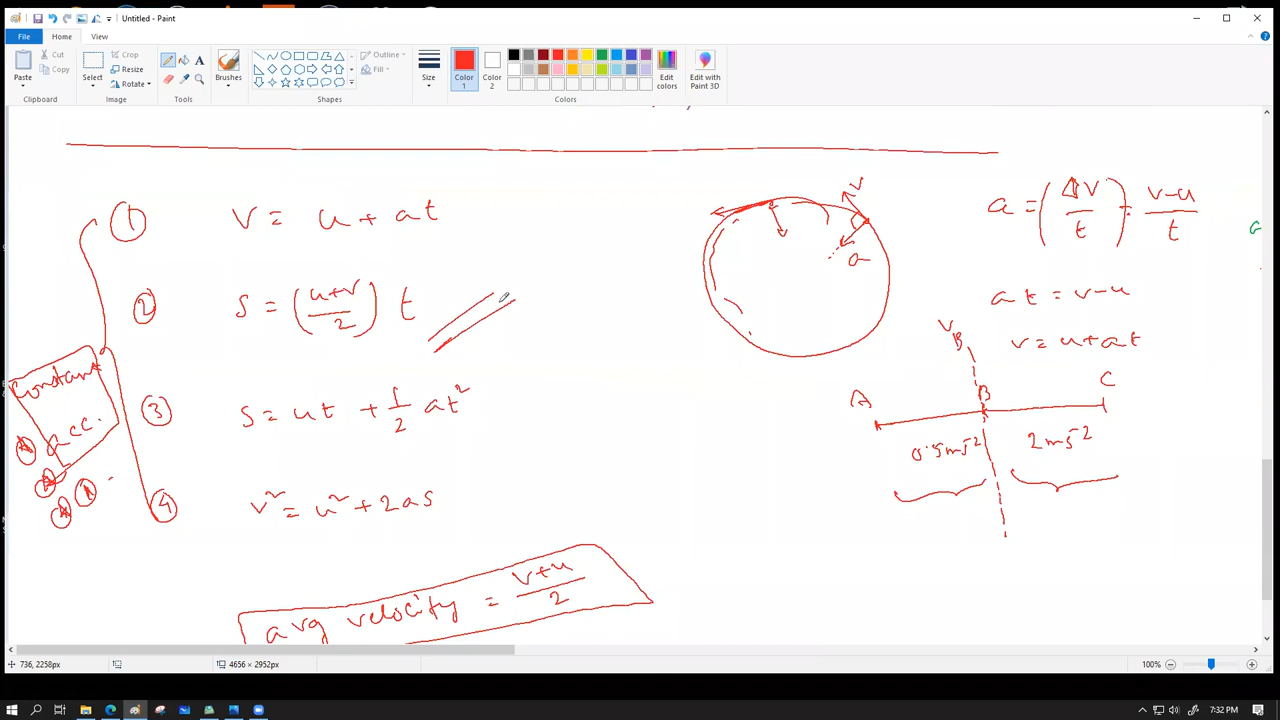 Untitled - Paint
File Home View
Paste Cut Copy Clipboard
Select Crop Resize Rotate Image
Tools
Brushes
Shapes Outline Fill
Size
Color 1
Color 2
Edit colors
Colors
Edit with Paint 3D
① v = u + at
② s = (u+v/2) t
③ s = ut + 1/2 at²
④ v² = u² + 2as
Constant
acc.
avg velocity = v+u/2
v
a
a = (Δv/t) = v-u/t
at = v-u
v = u+at
V_B
A B C
0.5ms⁻² 2ms⁻²
736, 2258px 4656 × 2952px 100%
7:32 PM